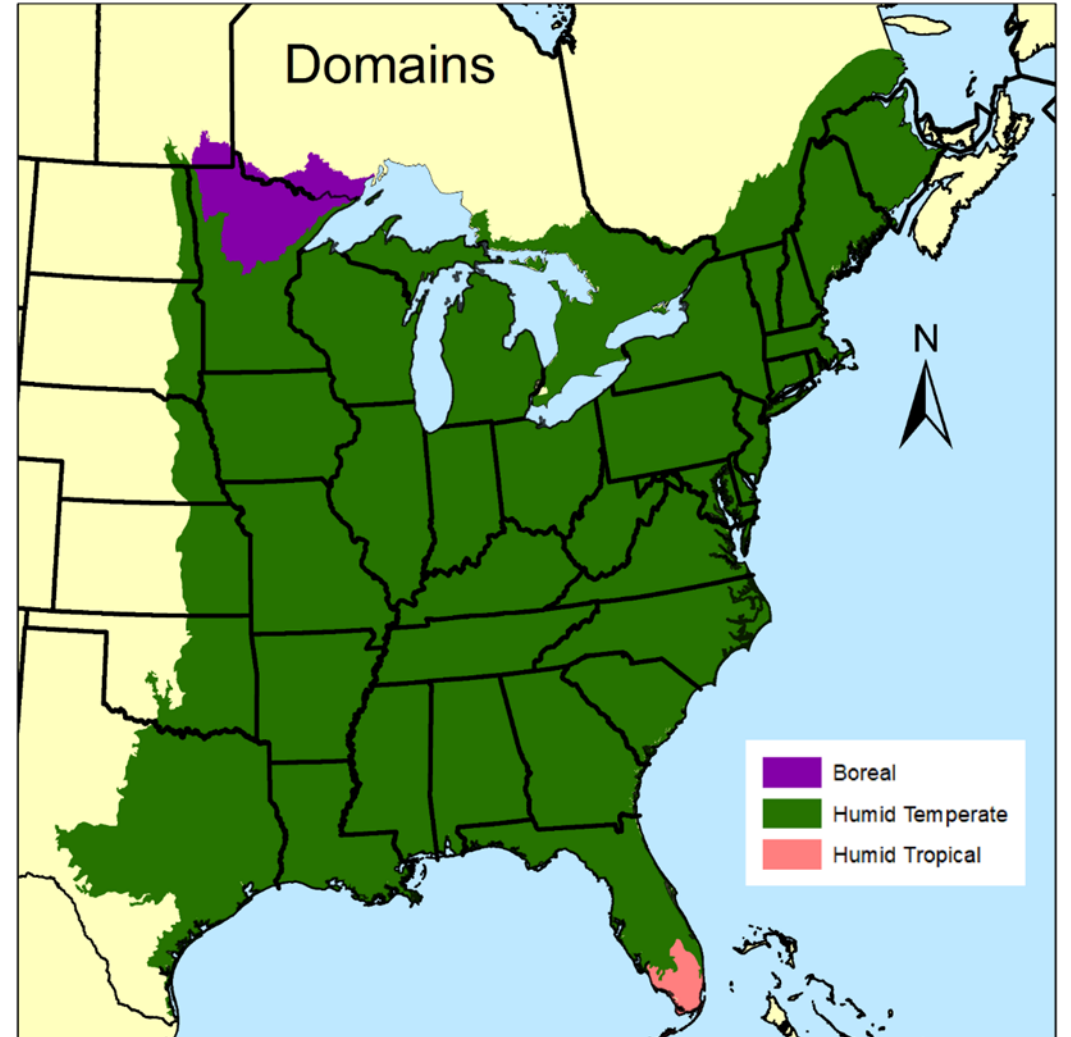 Domains
N
Boreal
Humid Temperate
Humid Tropical